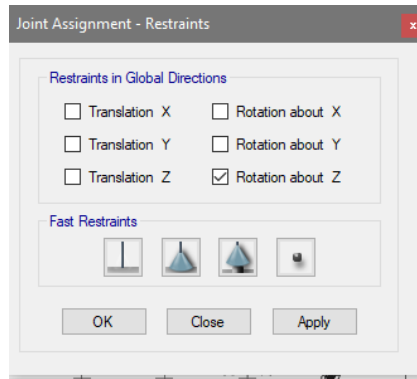 Joint Assignment - Restraints
x
Restraints in Global Directions
Translation X
Rotation about X
Translation Y
Rotation about Y
Translation Z
Rotation about Z
Fast Restraints
OK
Close
Apply